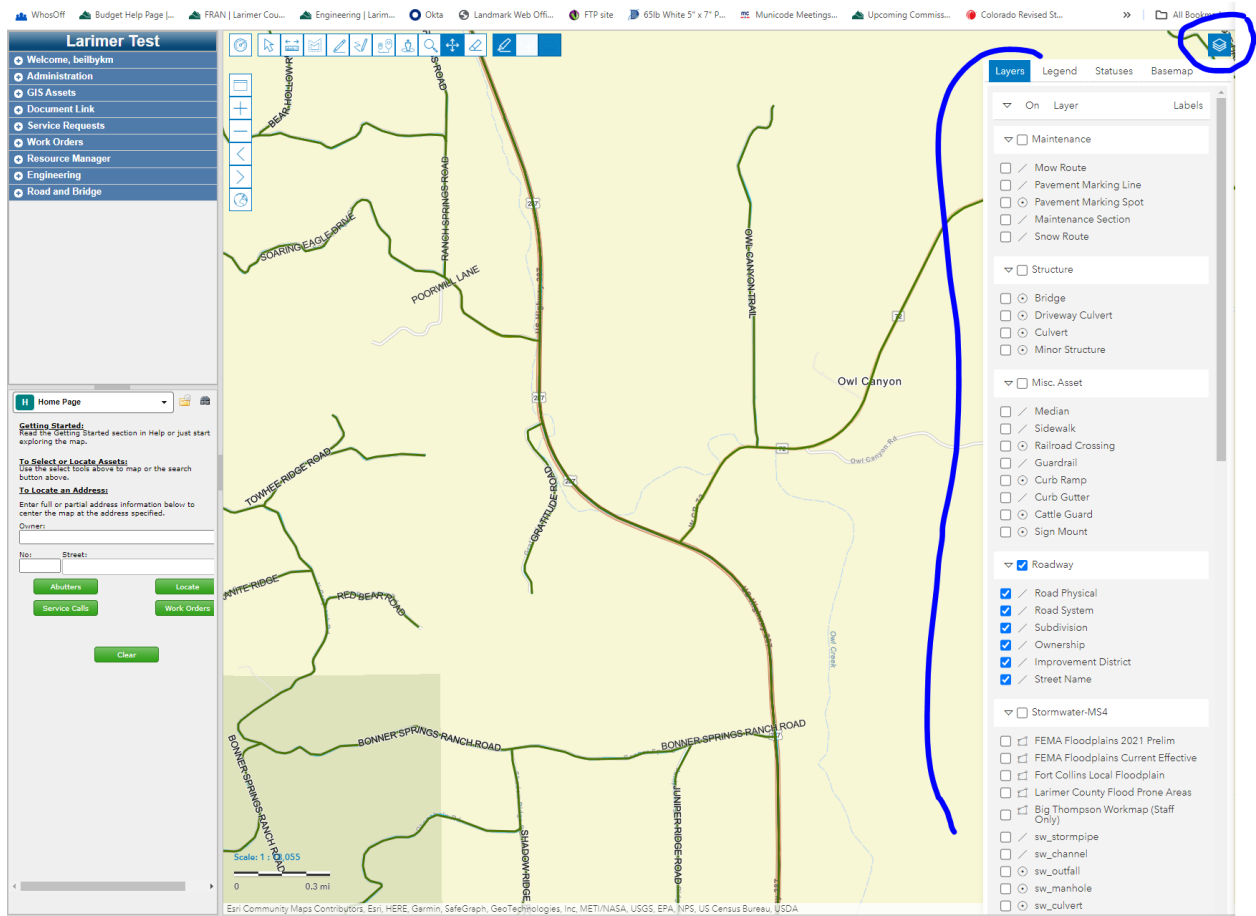 WhosOff
Budget Help Page |...
FRAN | Larimer Cou...
Engineering | Larim...
Okta
Landmark Web Offi...
FTP site
65lb White 5" x 7" P...
Municode Meetings...
Upcoming Commiss...
Colorado Revised St...
»
Larimer Test
Welcome, beilbykm
Administration
GIS Assets
Document Link
Service Requests
Work Orders
Resource Manager
Engineering
Road and Bridge
H Home Page
Getting Started:
Read the Getting Started section in Help or just start
exploring the map.
To Select or Locate Assets:
Use the select tools above to map or the search
button above.
To Locate an Address:
Enter full or partial address information below to
center the map at the address specified.
Owner:
No: Street:
Abutters Locate
Service Calls Work Orders
Clear
BEAR HOLLOW R
S ROAD
RANCH SPRINGS ROAD
SOARING EAGLE DRIVE
POORWILL LANE
287
OWL CANYON TRAIL
72
Owl Canyon
287
72
Owl Canyon Rd
TOWHEE RIDGE ROAD
287
GRATITUDE ROAD
W CR 72
US Highway 287
RED BEAR ROAD
NITE RIDGE
Owl Creek
BONNER SPRINGS RANCH ROAD
BONNER SPRINGS RANCH ROAD
BONNER SPRINGS RANCH ROAD
JUNIPER RIDGE ROAD
SHADOW RIDGE
0 0.3 mi
Esri Community Maps Contributors, Esri, HERE, Garmin, SafeGraph, GeoTechnologies, Inc, METI/NASA, USGS, EPA, NPS, US Census Bureau, USDA
Layers Legend Statuses Basemap
On Layer Labels
Maintenance
Mow Route
Pavement Marking Line
Pavement Marking Spot
Maintenance Section
Snow Route
Structure
Bridge
Driveway Culvert
Culvert
Minor Structure
Misc. Asset
Median
Sidewalk
Railroad Crossing
Guardrail
Curb Ramp
Curb Gutter
Cattle Guard
Sign Mount
Roadway
Road Physical
Road System
Subdivision
Ownership
Improvement District
Street Name
Stormwater-MS4
FEMA Floodplains 2021 Prelim
FEMA Floodplains Current Effective
Fort Collins Local Floodplain
Larimer County Flood Prone Areas
Big Thompson Workmap (Staff
Only)
sw_stormpipe
sw_channel
sw_outfall
sw_manhole
sw_culvert